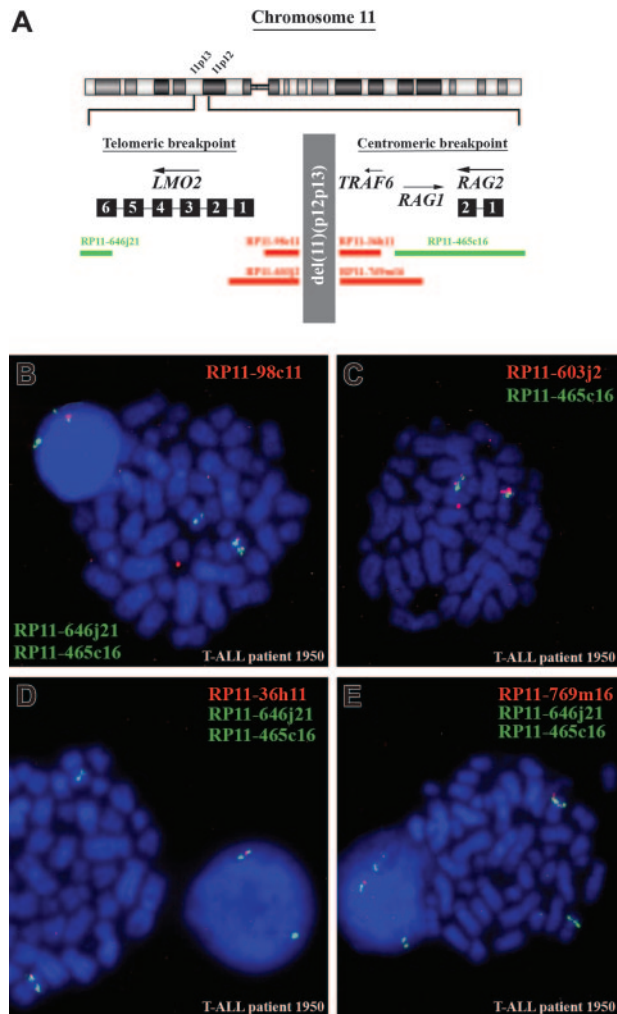 A
Chromosome 11
11p13 11p12
Telomeric breakpoint
Centromeric breakpoint
LMO2
TRAF6
RAG1
RAG2
6 5 4 3 2 1
2 1
del(11)(p12p13)
RP11-646j21
RP11-98c11
RP11-36h11
RP11-465c16
RP11-603j2
RP11-769m16
B
RP11-98c11
RP11-646j21
RP11-465c16
T-ALL patient 1950
C
RP11-603j2
RP11-465c16
T-ALL patient 1950
D
RP11-36h11
RP11-646j21
RP11-465c16
T-ALL patient 1950
E
RP11-769m16
RP11-646j21
RP11-465c16
T-ALL patient 1950